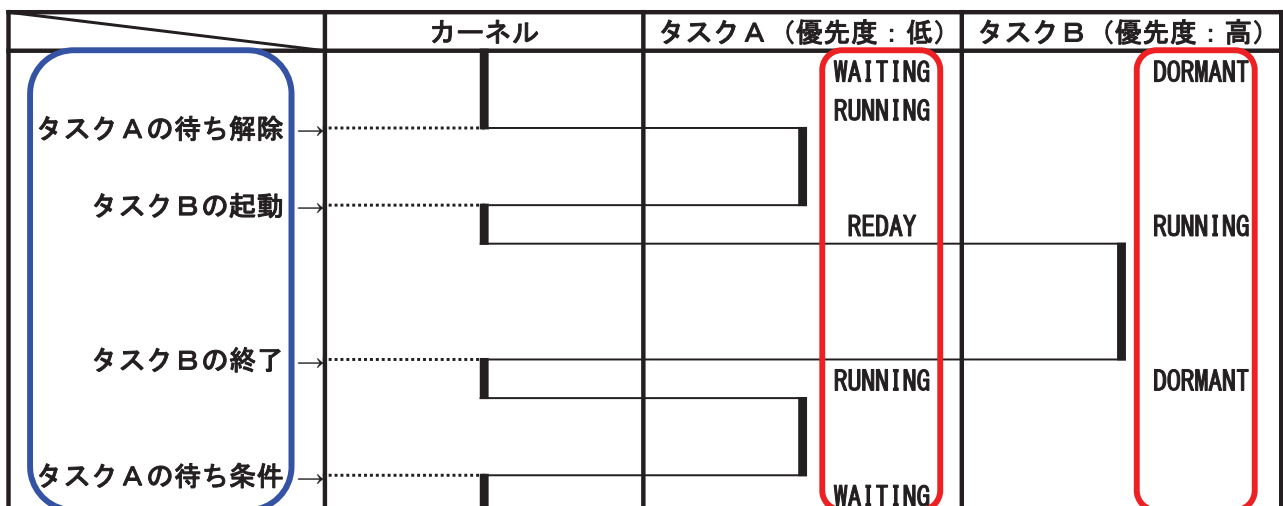 カーネル タスクA（優先度：低） タスクB（優先度：高）
WAITING DORMANT
RUNNING
タスクAの待ち解除 →
タスクBの起動 →
REDAY RUNNING
タスクBの終了 →
RUNNING DORMANT
タスクAの待ち条件 →
WAITING